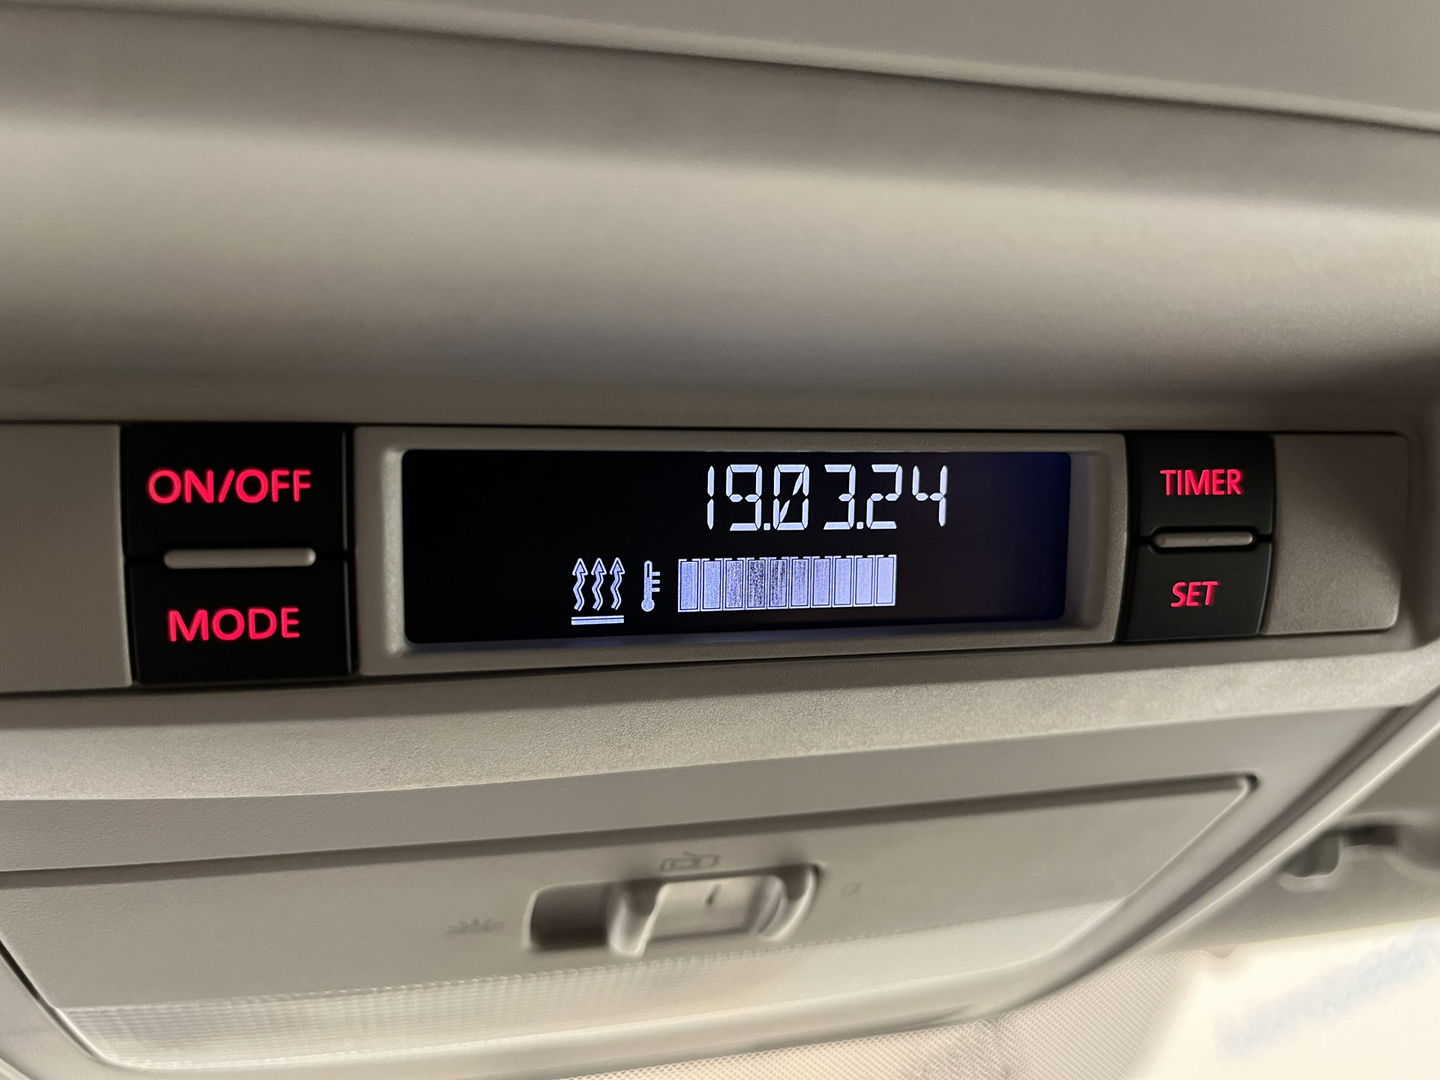 ON/OFF
MODE
19.03.24
TIMER
SET